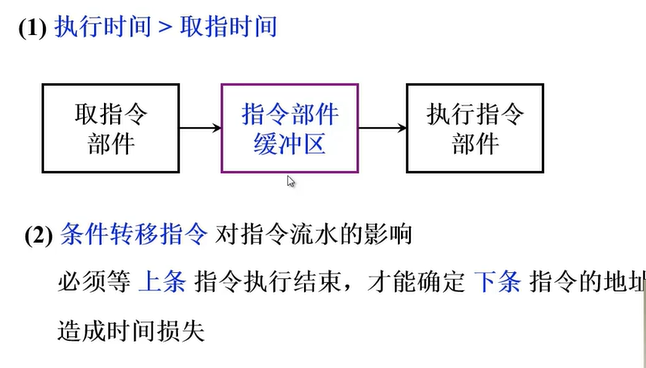 (1) 执行时间 > 取指时间
取指令
部件
指令部件
缓冲区
执行指令
部件
(2) 条件转移指令 对指令流水的影响
必须等 上条 指令执行结束，才能确定 下条 指令的地址
造成时间损失